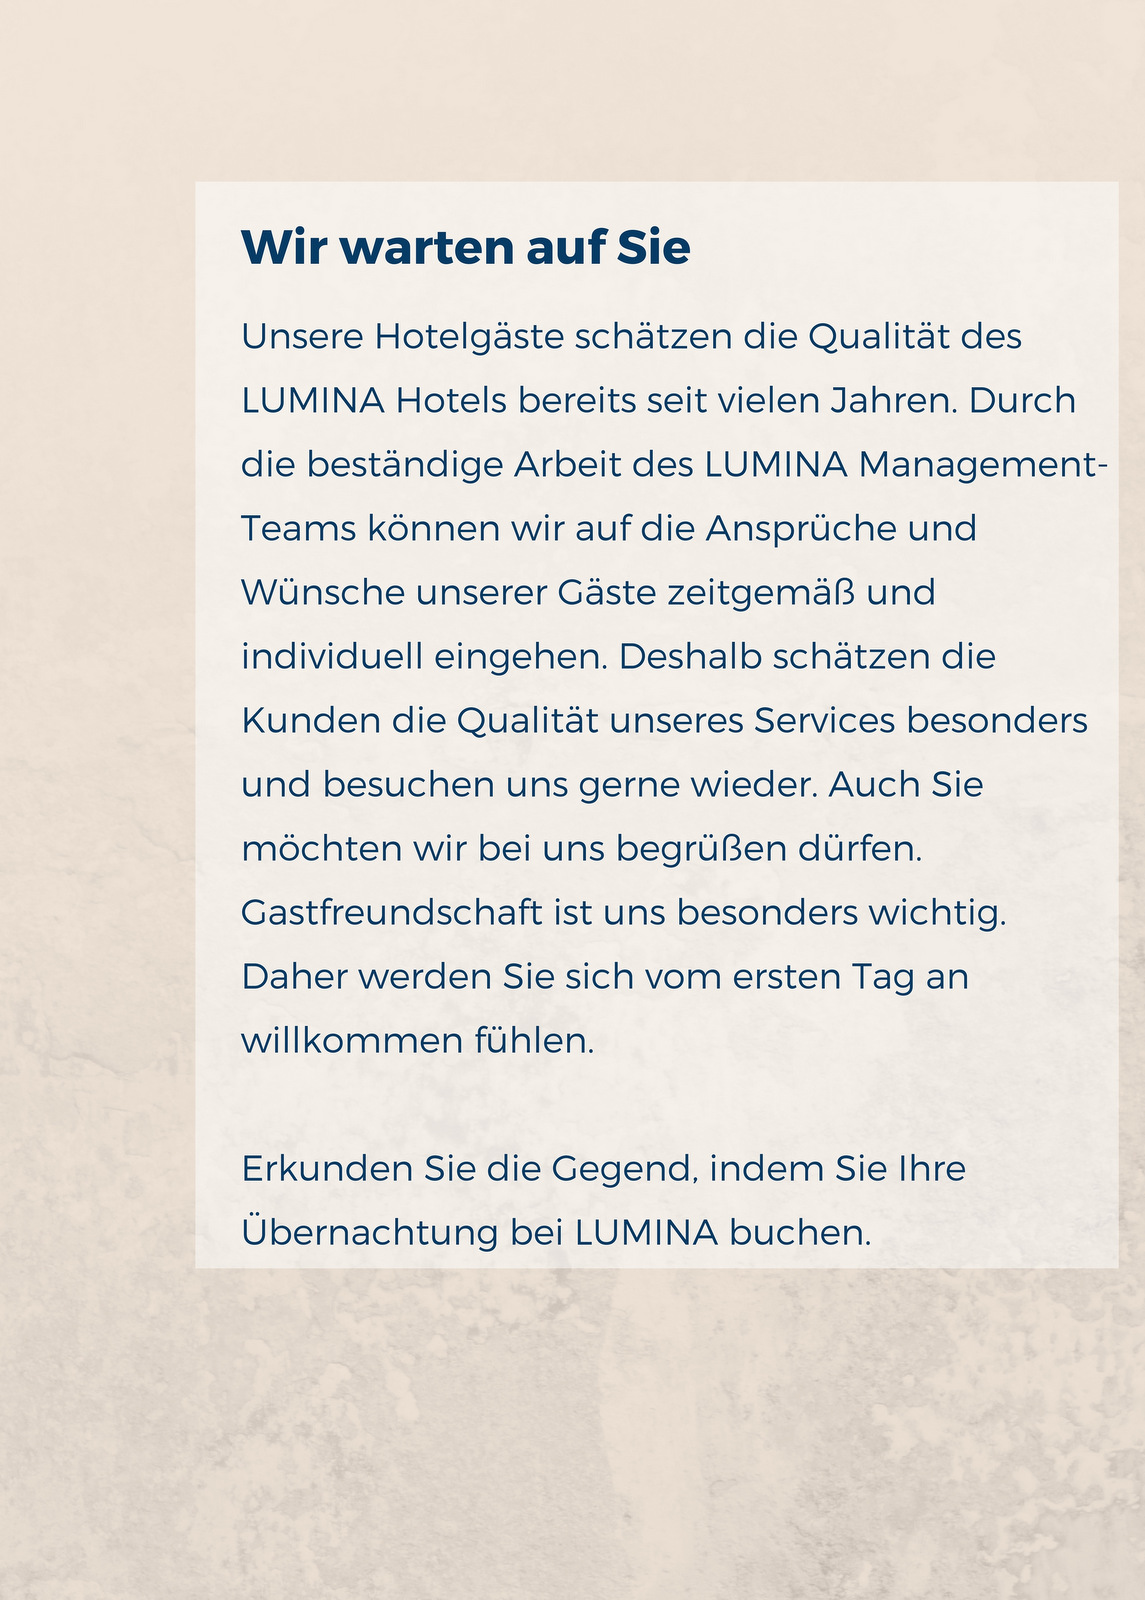 Wir warten auf Sie
Unsere Hotelgäste schätzen die Qualität des
LUMINA Hotels bereits seit vielen Jahren. Durch
die beständige Arbeit des LUMINA Management-
Teams können wir auf die Ansprüche und
Wünsche unserer Gäste zeitgemäß und
individuell eingehen. Deshalb schätzen die
Kunden die Qualität unseres Services besonders
und besuchen uns gerne wieder. Auch Sie
möchten wir bei uns begrüßen dürfen.
Gastfreundschaft ist uns besonders wichtig.
Daher werden Sie sich vom ersten Tag an
willkommen fühlen.
Erkunden Sie die Gegend, indem Sie Ihre
Übernachtung bei LUMINA buchen.